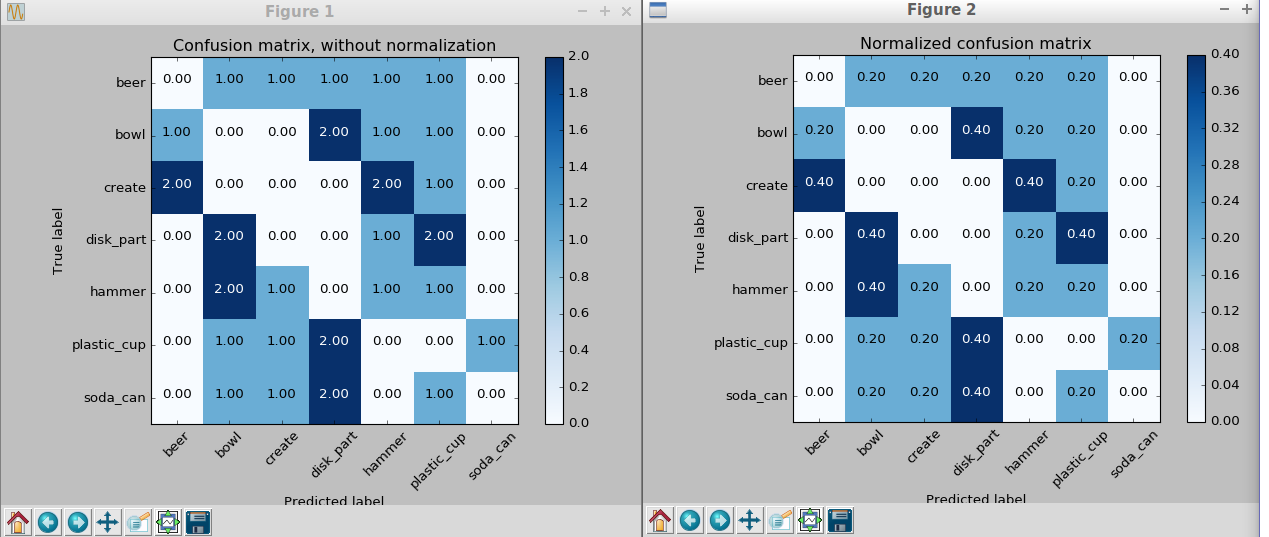 Figure 1
Confusion matrix, without normalization
True label
beer 0.00 1.00 1.00 1.00 1.00 1.00 0.00
bowl 1.00 0.00 0.00 2.00 1.00 1.00 0.00
create 2.00 0.00 0.00 0.00 2.00 1.00 0.00
disk_part 0.00 2.00 0.00 0.00 1.00 2.00 0.00
hammer 0.00 2.00 1.00 0.00 1.00 1.00 0.00
plastic_cup 0.00 1.00 1.00 2.00 0.00 0.00 1.00
soda_can 0.00 1.00 1.00 2.00 0.00 1.00 0.00
beer bowl create disk_part hammer plastic_cup soda_can
Predicted label
2.0
1.8
1.6
1.4
1.2
1.0
0.8
0.6
0.4
0.2
0.0
Figure 2
Normalized confusion matrix
True label
beer 0.00 0.20 0.20 0.20 0.20 0.20 0.00
bowl 0.20 0.00 0.00 0.40 0.20 0.20 0.00
create 0.40 0.00 0.00 0.00 0.40 0.20 0.00
disk_part 0.00 0.40 0.00 0.00 0.20 0.40 0.00
hammer 0.00 0.40 0.20 0.00 0.20 0.20 0.00
plastic_cup 0.00 0.20 0.20 0.40 0.00 0.00 0.20
soda_can 0.00 0.20 0.20 0.40 0.00 0.20 0.00
beer bowl create disk_part hammer plastic_cup soda_can
Predicted label
0.40
0.36
0.32
0.28
0.24
0.20
0.16
0.12
0.08
0.04
0.00